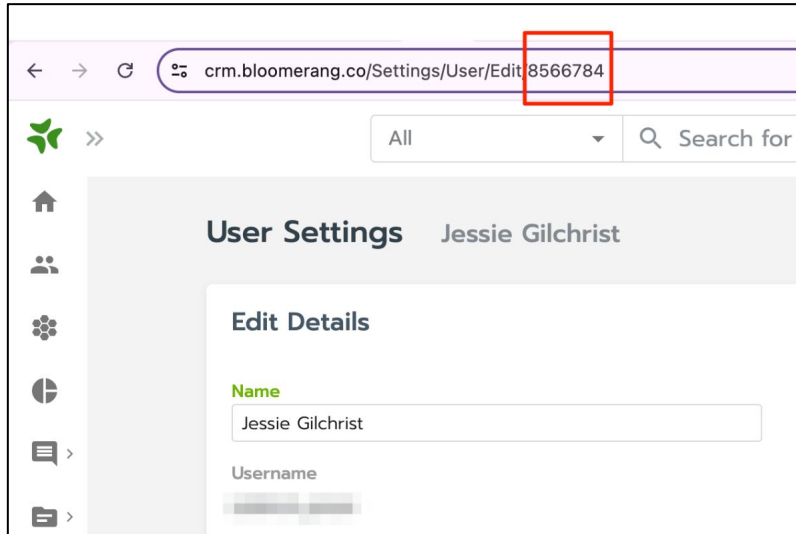 crm.bloomerang.co/Settings/User/Edit/8566784
All
Search for
User Settings
Jessie Gilchrist
Edit Details
Name
Jessie Gilchrist
Username